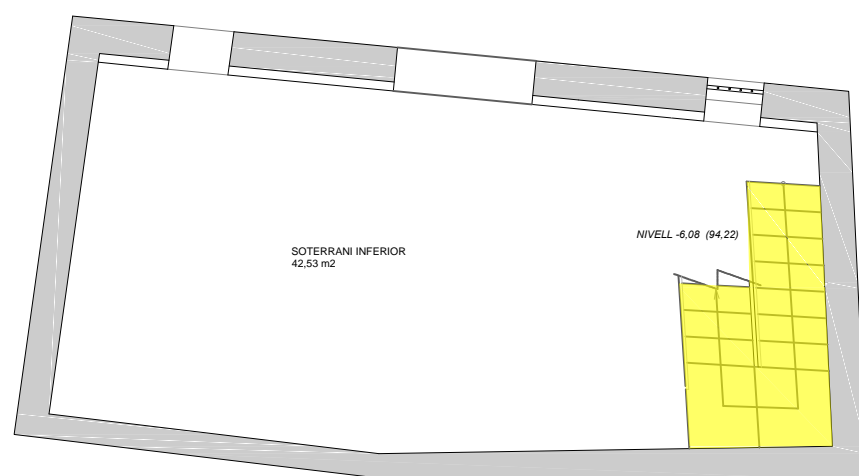 NIVELL -6,08 (94,22)
SOTERRANI INFERIOR
42,53 m2